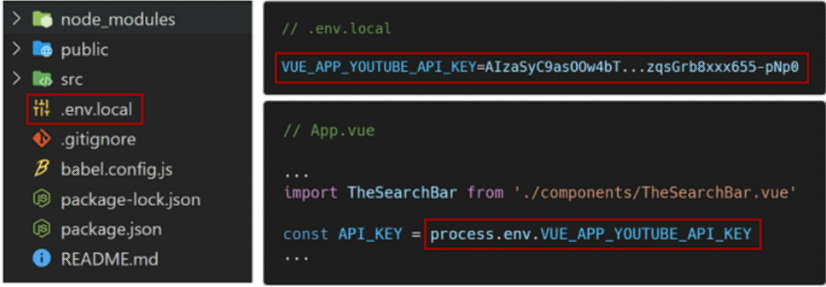 node_modules
public
src
.env.local
.gitignore
babel.config.js
package-lock.json
package.json
README.md
// .env.local
VUE_APP_YOUTUBE_API_KEY=AIzaSyC9asOOw4bT...zqsGrb8xxx655-pNp0
// App.vue
...
import TheSearchBar from './components/TheSearchBar.vue'
const API_KEY = process.env.VUE_APP_YOUTUBE_API_KEY
...